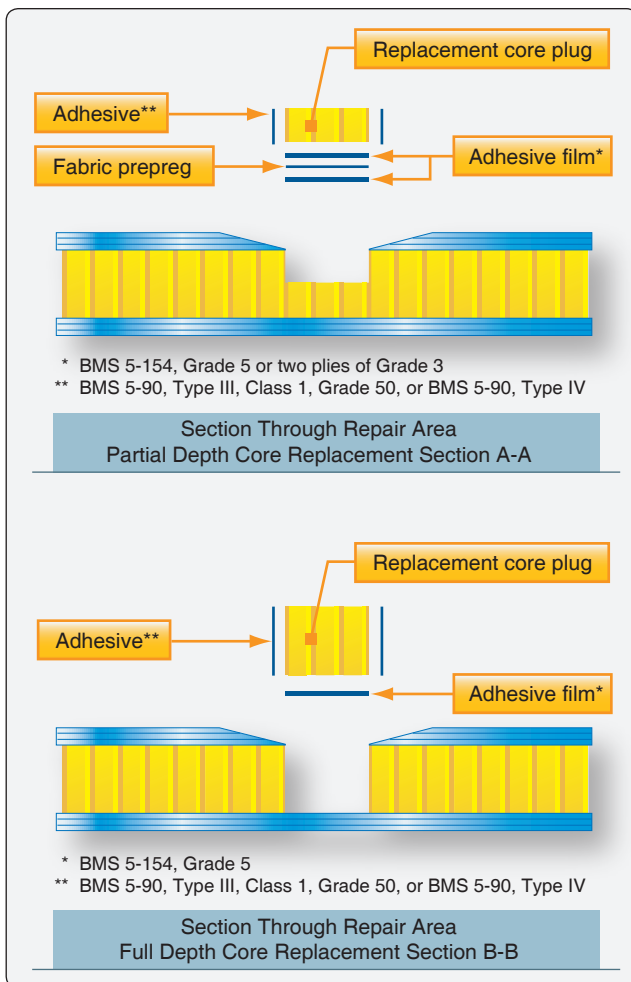 Replacement core plug
Adhesive**
Fabric prepreg
Adhesive film*
* BMS 5-154, Grade 5 or two plies of Grade 3
** BMS 5-90, Type III, Class 1, Grade 50, or BMS 5-90, Type IV
Section Through Repair Area
Partial Depth Core Replacement Section A-A
Replacement core plug
Adhesive**
Adhesive film*
* BMS 5-154, Grade 5
** BMS 5-90, Type III, Class 1, Grade 50, or BMS 5-90, Type IV
Section Through Repair Area
Full Depth Core Replacement Section B-B